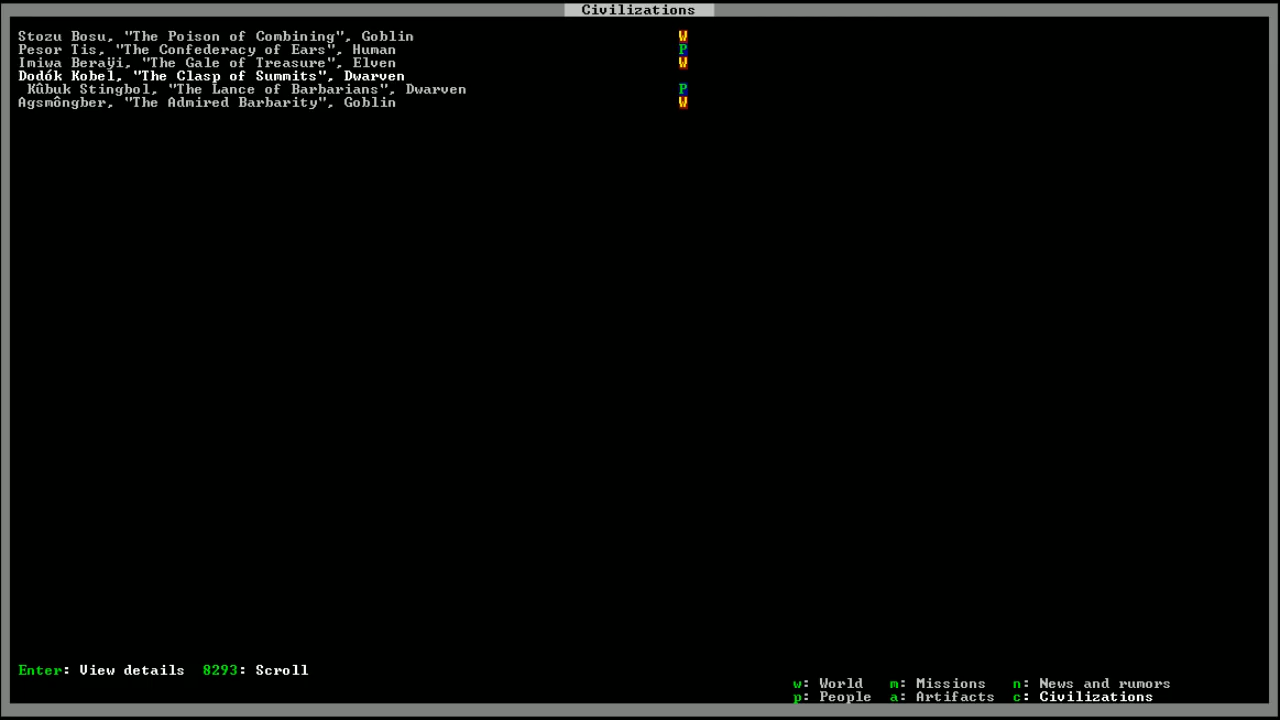 Civilizations
Stozu Bosu, "The Poison of Combining", Goblin W
Pesor Tis, "The Confederacy of Ears", Human P
Imiwa Beraÿi, "The Gale of Treasure", Elven W
Dodók Kobel, "The Clasp of Summits", Dwarven
Kûbuk Stingbol, "The Lance of Barbarians", Dwarven P
Agsmôngber, "The Admired Barbarity", Goblin W
Enter: View details 8293: Scroll
w: World m: Missions n: News and rumors
p: People a: Artifacts c: Civilizations